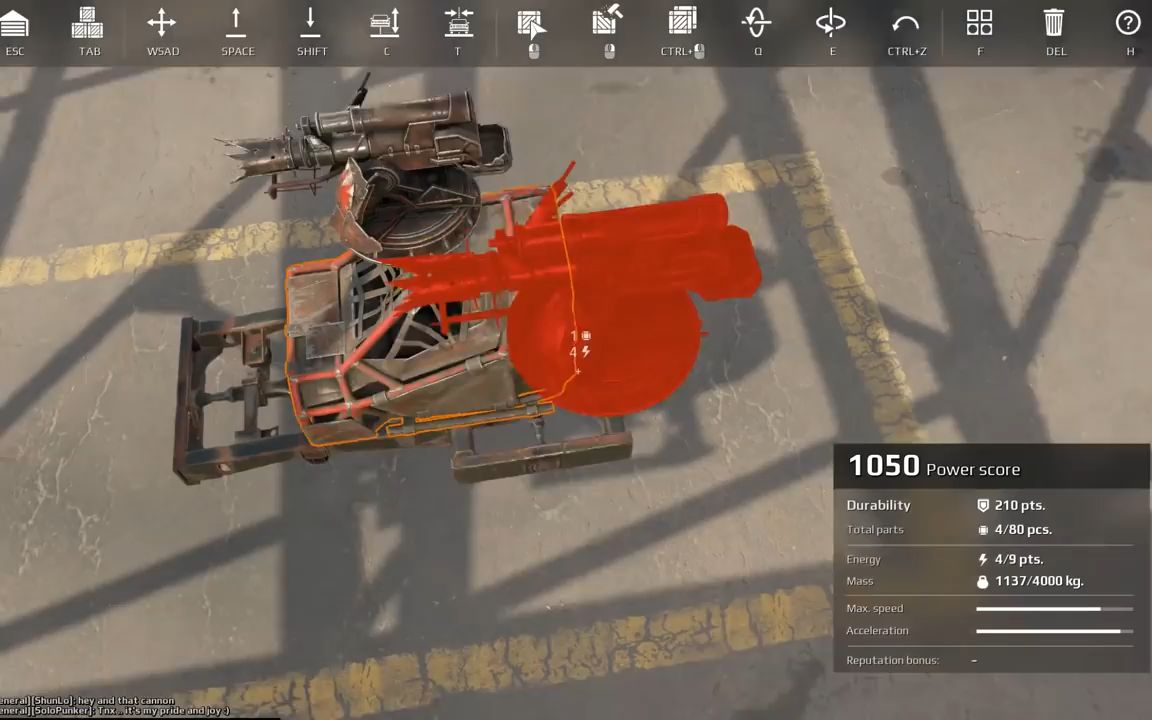 ESC TAB WSAD SPACE SHIFT C T CTRL+ Q E CTRL+Z F DEL H
1
4
1050 Power score
Durability 210 pts.
Total parts 4/80 pcs.
Energy 4/9 pts.
Mass 1137/4000 kg.
Max. speed
Acceleration
Reputation bonus: -
eneral][ShunLo]: hey and that cannon
eneral][SoloPunker]: Tnx... it's my pride and joy :)